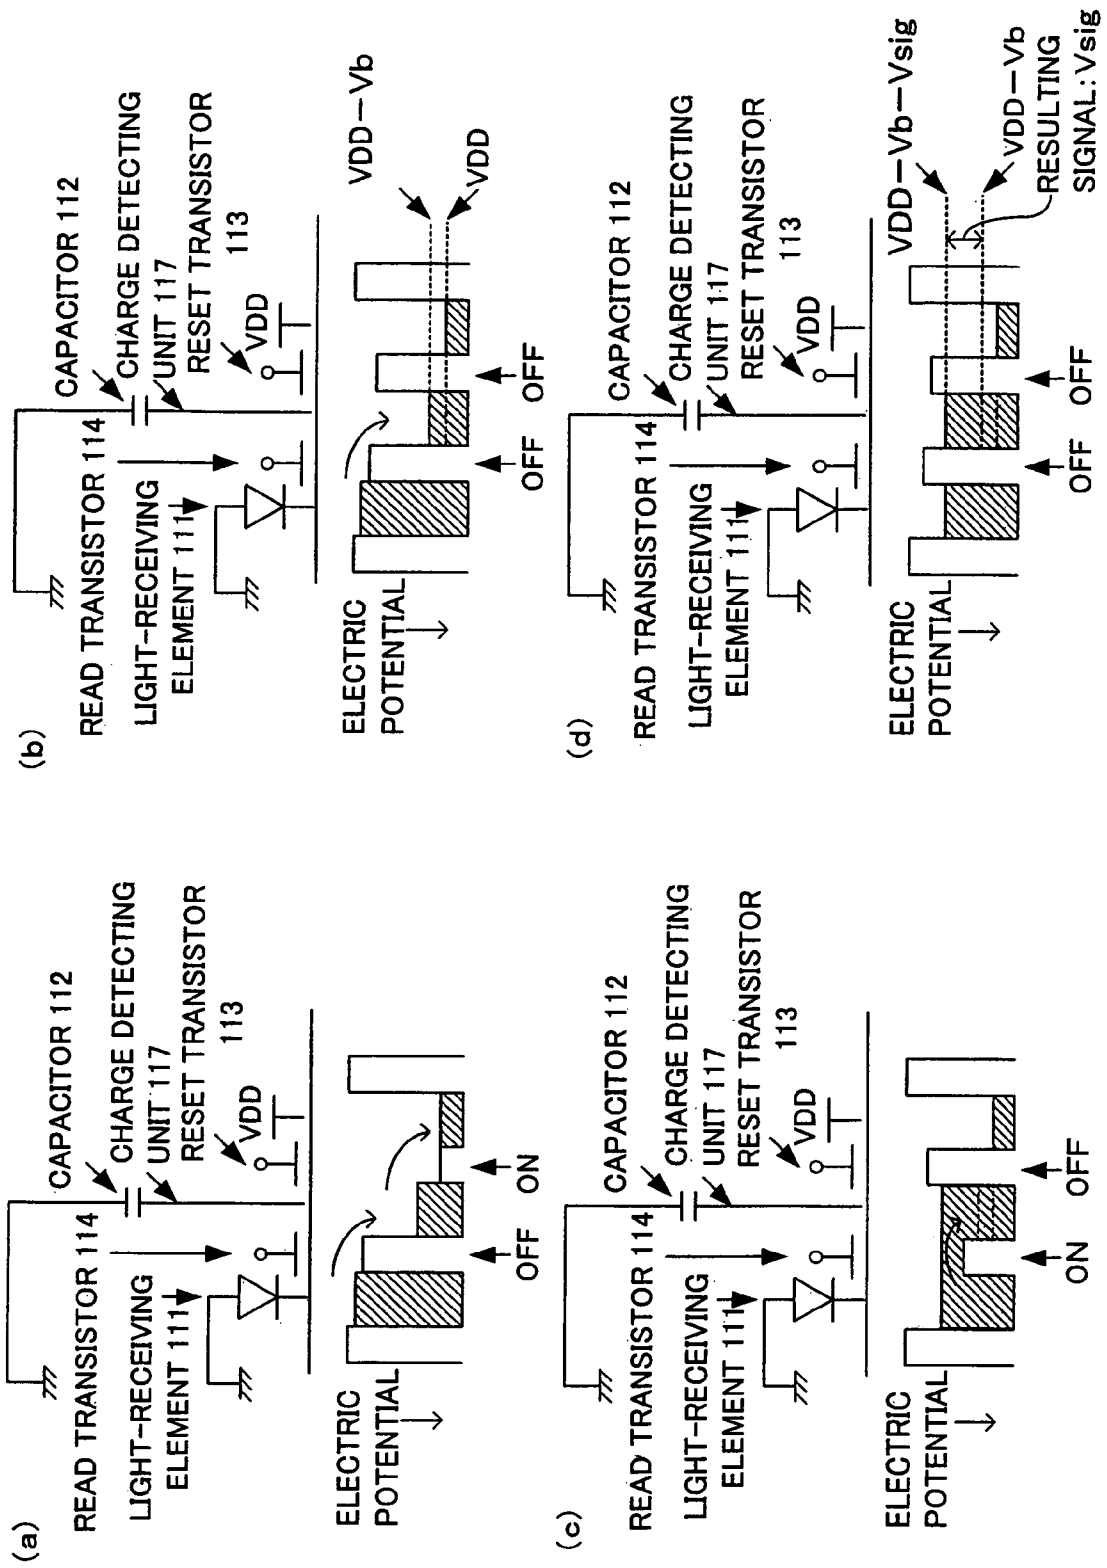 (a)
CAPACITOR 112
READ TRANSISTOR 114
CHARGE DETECTING
UNIT 117
LIGHT-RECEIVING
ELEMENT 111
RESET TRANSISTOR
113
VDD
ELECTRIC
POTENTIAL
OFF
ON
(b)
CAPACITOR 112
READ TRANSISTOR 114
CHARGE DETECTING
UNIT 117
LIGHT-RECEIVING
ELEMENT 111
RESET TRANSISTOR
113
VDD
ELECTRIC
POTENTIAL
VDD-Vb
VDD
OFF
OFF
(c)
CAPACITOR 112
READ TRANSISTOR 114
CHARGE DETECTING
UNIT 117
LIGHT-RECEIVING
ELEMENT 111
RESET TRANSISTOR
113
VDD
ELECTRIC
POTENTIAL
ON
OFF
(d)
CAPACITOR 112
READ TRANSISTOR 114
CHARGE DETECTING
UNIT 117
LIGHT-RECEIVING
ELEMENT 111
RESET TRANSISTOR
113
VDD
ELECTRIC
POTENTIAL
VDD-Vb-Vsig
VDD-Vb
RESULTING
SIGNAL:Vsig
OFF
OFF